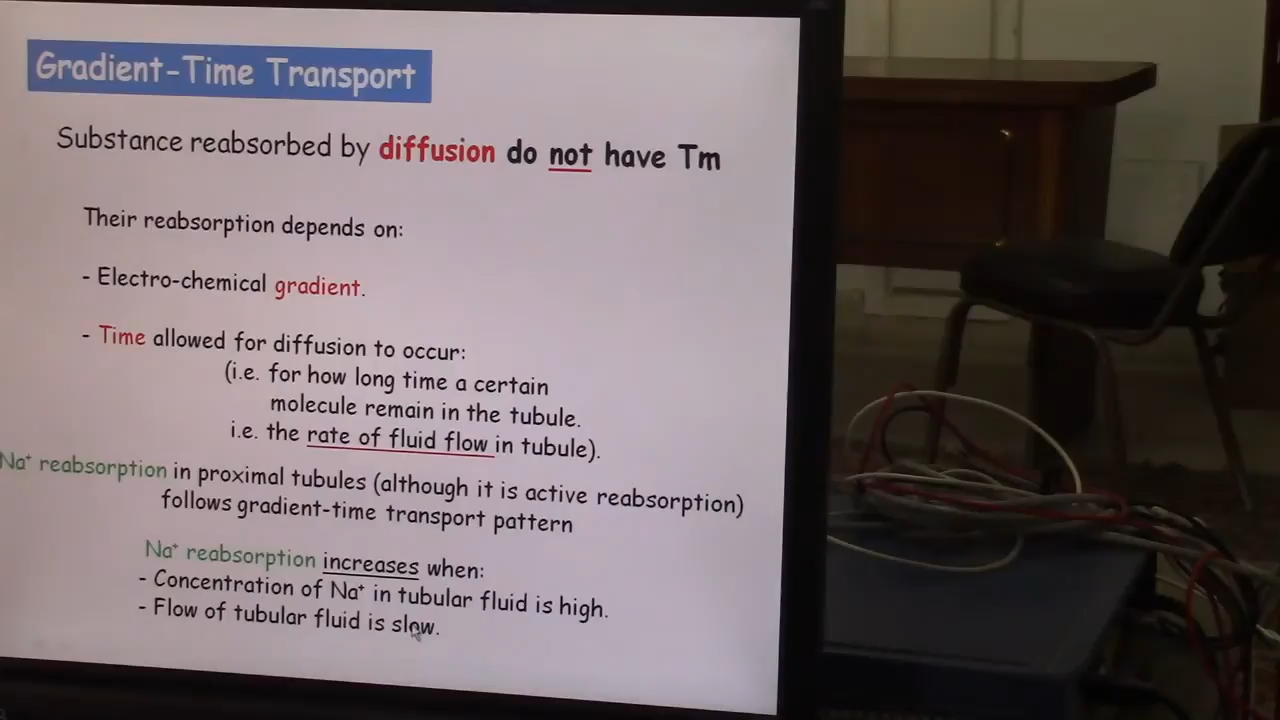 Gradient-Time Transport
Substance reabsorbed by diffusion do not have Tm
Their reabsorption depends on:
- Electro-chemical gradient.
- Time allowed for diffusion to occur:
(i.e. for how long time a certain
molecule remain in the tubule.
i.e. the rate of fluid flow in tubule).
Na⁺ reabsorption in proximal tubules (although it is active reabsorption)
follows gradient-time transport pattern
Na⁺ reabsorption increases when:
- Concentration of Na⁺ in tubular fluid is high.
- Flow of tubular fluid is slow.